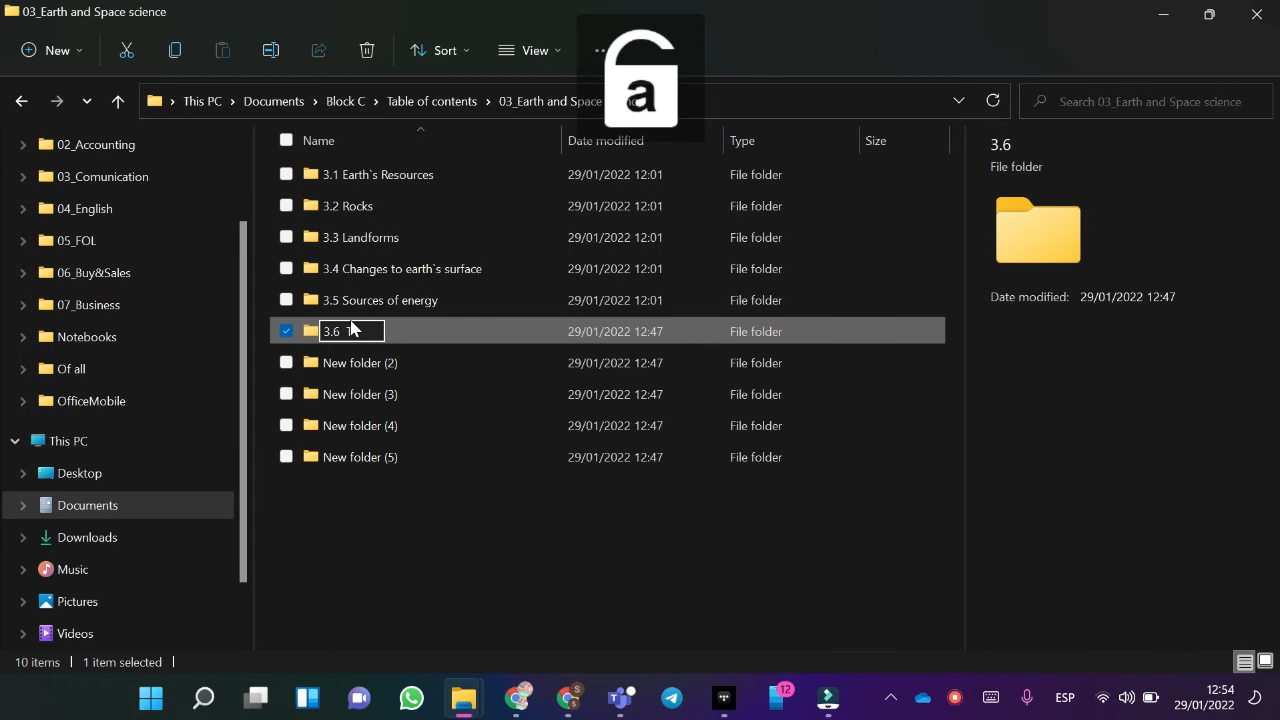 03_Earth and Space science
New
Sort
View
a
This PC
Documents
Block C
Table of contents
03_Earth and Space
Search 03_Earth and Space science
02_Accounting
03_Comunication
04_English
05_FOL
06_Buy&Sales
07_Business
Notebooks
Of all
OfficeMobile
This PC
Desktop
Documents
Downloads
Music
Pictures
Videos
Name
Date modified
Type
Size
3.1 Earth`s Resources 29/01/2022 12:01 File folder
3.2 Rocks 29/01/2022 12:01 File folder
3.3 Landforms 29/01/2022 12:01 File folder
3.4 Changes to earth`s surface 29/01/2022 12:01 File folder
3.5 Sources of energy 29/01/2022 12:01 File folder
3.6 29/01/2022 12:47 File folder
New folder (2) 29/01/2022 12:47 File folder
New folder (3) 29/01/2022 12:47 File folder
New folder (4) 29/01/2022 12:47 File folder
New folder (5) 29/01/2022 12:47 File folder
3.6
File folder
Date modified: 29/01/2022 12:47
10 items
1 item selected
12
ESP
12:54
29/01/2022